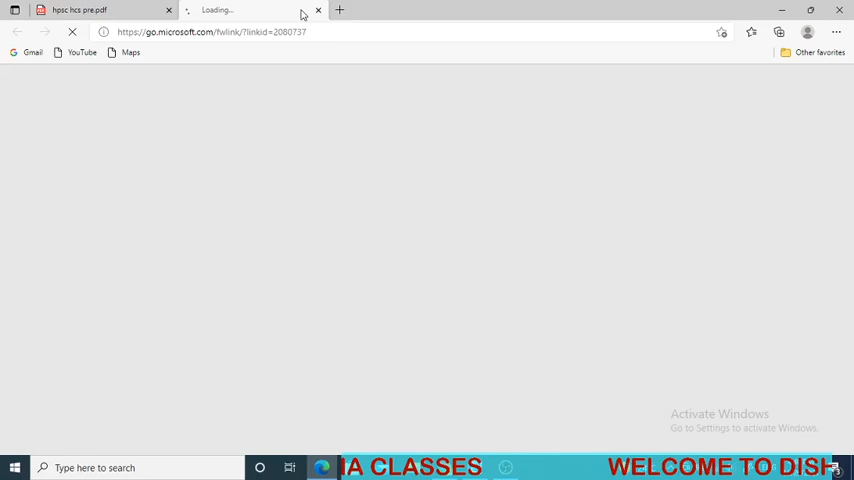 hpsc hcs pre.pdf
Loading...
https://go.microsoft.com/fwlink/?linkid=2080737
Gmail
YouTube
Maps
Other favorites
Activate Windows
Go to Settings to activate Windows.
Type here to search
IA CLASSES
WELCOME TO DISH
3